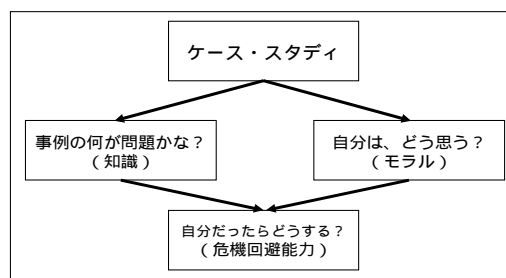 ケース・スタディ
事例の何が問題かな？
（知識）
自分は、どう思う？
（モラル）
自分だったらどうする？
（危機回避能力）